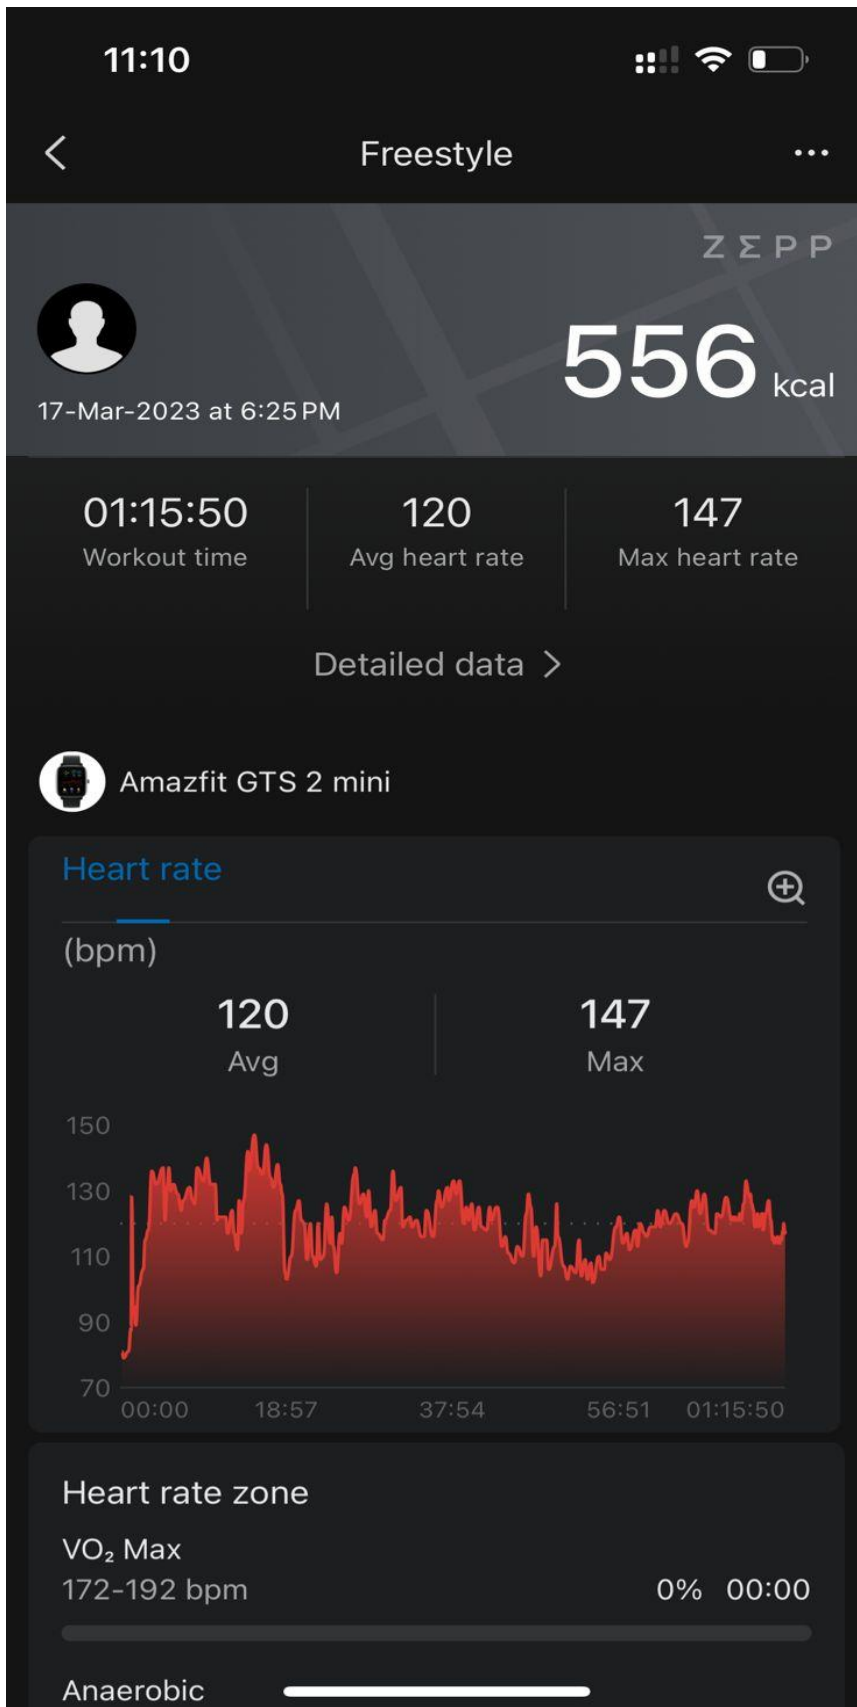 11:10
Freestyle
ZΣPP
556 kcal
17-Mar-2023 at 6:25 PM
01:15:50 120 147
Workout time Avg heart rate Max heart rate
Detailed data
Amazfit GTS 2 mini
Heart rate
(bpm)
120 147
Avg Max
150
130
110
90
70
00:00 18:57 37:54 56:51 01:15:50
Heart rate zone
VO₂ Max
172-192 bpm 0% 00:00
Anaerobic